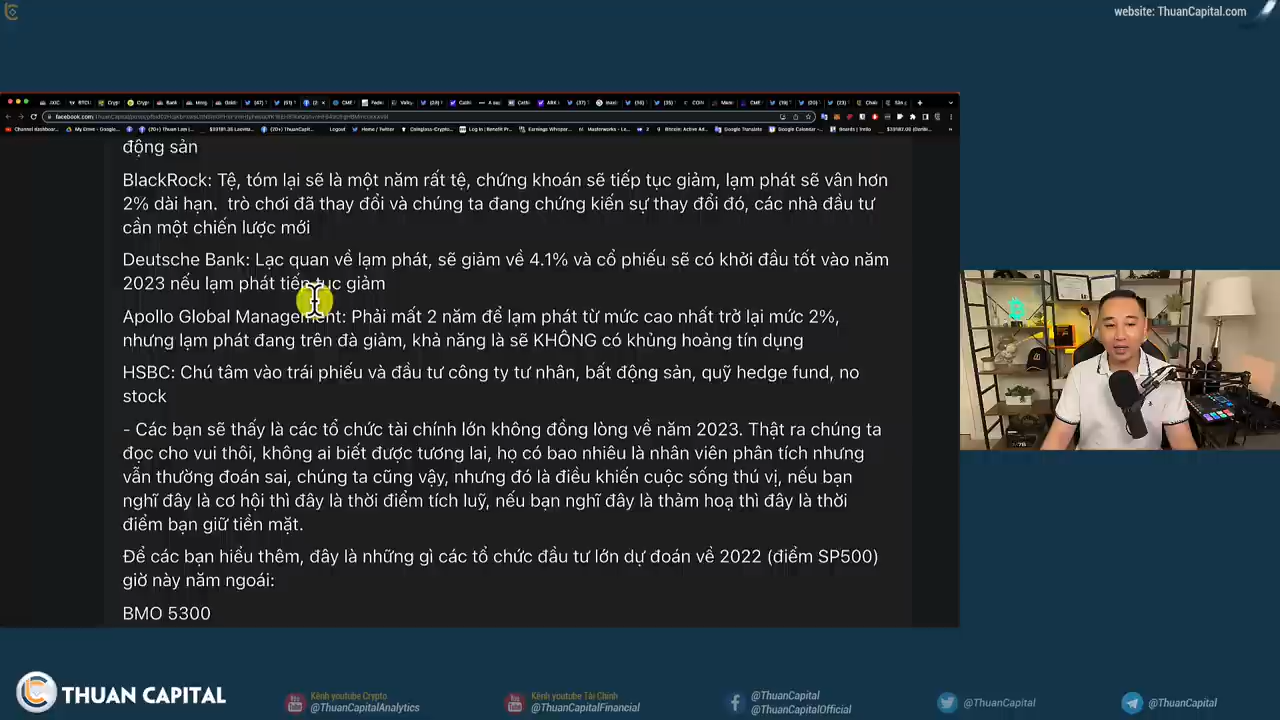 website: ThuanCapital.com
động sản
BlackRock: Tệ, tóm lại sẽ là một năm rất tệ, chứng khoán sẽ tiếp tục giảm, lạm phát sẽ vân hơn
2% dài hạn. trò chơi đã thay đổi và chúng ta đang chứng kiến sự thay đổi đó, các nhà đầu tư
cần một chiến lược mới
Deutsche Bank: Lạc quan về lạm phát, sẽ giảm về 4.1% và cổ phiếu sẽ có khởi đầu tốt vào năm
2023 nếu lạm phát tiếp tục giảm
Apollo Global Management: Phải mất 2 năm để lạm phát từ mức cao nhất trở lại mức 2%,
nhưng lạm phát đang trên đà giảm, khả năng là sẽ KHÔNG có khủng hoảng tín dụng
HSBC: Chú tâm vào trái phiếu và đầu tư công ty tư nhân, bất động sản, quỹ hedge fund, no
stock
- Các bạn sẽ thấy là các tổ chức tài chính lớn không đồng lòng về năm 2023. Thật ra chúng ta
đọc cho vui thôi, không ai biết được tương lai, họ có bao nhiêu là nhân viên phân tích nhưng
vẫn thường đoán sai, chúng ta cũng vậy, nhưng đó là điều khiến cuộc sống thú vị, nếu bạn
nghĩ đây là cơ hội thì đây là thời điểm tích luỹ, nếu bạn nghĩ đây là thảm hoạ thì đây là thời
điểm bạn giữ tiền mặt.
Để các bạn hiểu thêm, đây là những gì các tổ chức đầu tư lớn dự đoán về 2022 (điểm SP500)
giờ này năm ngoái:
BMO 5300
THUAN CAPITAL
Kênh youtube Crypto
@ThuanCapitalAnalytics
Kênh youtube Tài Chính
@ThuanCapitalFinancial
@ThuanCapital
@ThuanCapitalOfficial
@ThuanCapital
@ThuanCapital